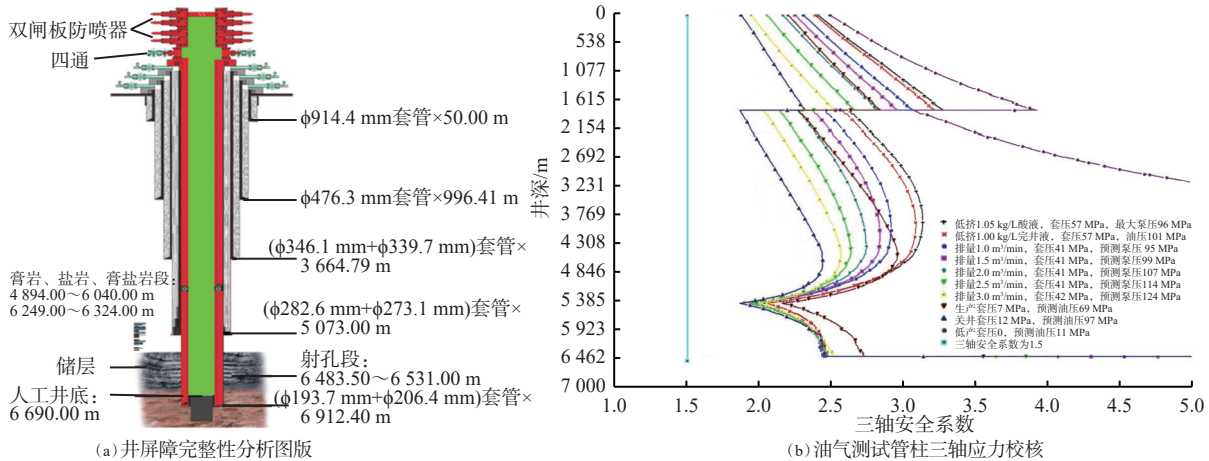 双闸板防喷器
四通
ϕ914.4 mm套管×50.00 m
ϕ476.3 mm套管×996.41 m
(ϕ346.1 mm+ϕ339.7 mm)套管×
3 664.79 m
膏岩、盐岩、膏盐岩段：
4 894.00～6 040.00 m
6 249.00～6 324.00 m
(ϕ282.6 mm+ϕ273.1 mm)套管×
5 073.00 m
储层
射孔段：
6 483.50～6 531.00 m
人工井底：
6 690.00 m
(ϕ193.7 mm+ϕ206.4 mm)套管×
6 912.40 m
(a)井屏障完整性分析图版
井深/m
0
538
1 077
1 615
2 154
2 692
3 231
3 769
4 308
4 846
5 385
5 923
6 462
7 000
低挤1.05 kg/L酸液，套压57 MPa，最大泵压96 MPa
低挤1.00 kg/L完井液，套压57 MPa，油压101 MPa
排量1.0 m³/min，套压41 MPa，预测泵压 95 MPa
排量1.5 m³/min，套压41 MPa，预测泵压99 MPa
排量2.0 m³/min，套压41 MPa，预测泵压107 MPa
排量2.5 m³/min，套压41 MPa，预测泵压114 MPa
排量3.0 m³/min，套压42 MPa，预测泵压124 MPa
生产套压7 MPa，预测油压69 MPa
关井套压12 MPa，预测油压97 MPa
低产套压0，预测油压11 MPa
三轴安全系数为1.5
1.0 1.5 2.0 2.5 3.0 3.5 4.0 4.5 5.0
三轴安全系数
(b)油气测试管柱三轴应力校核